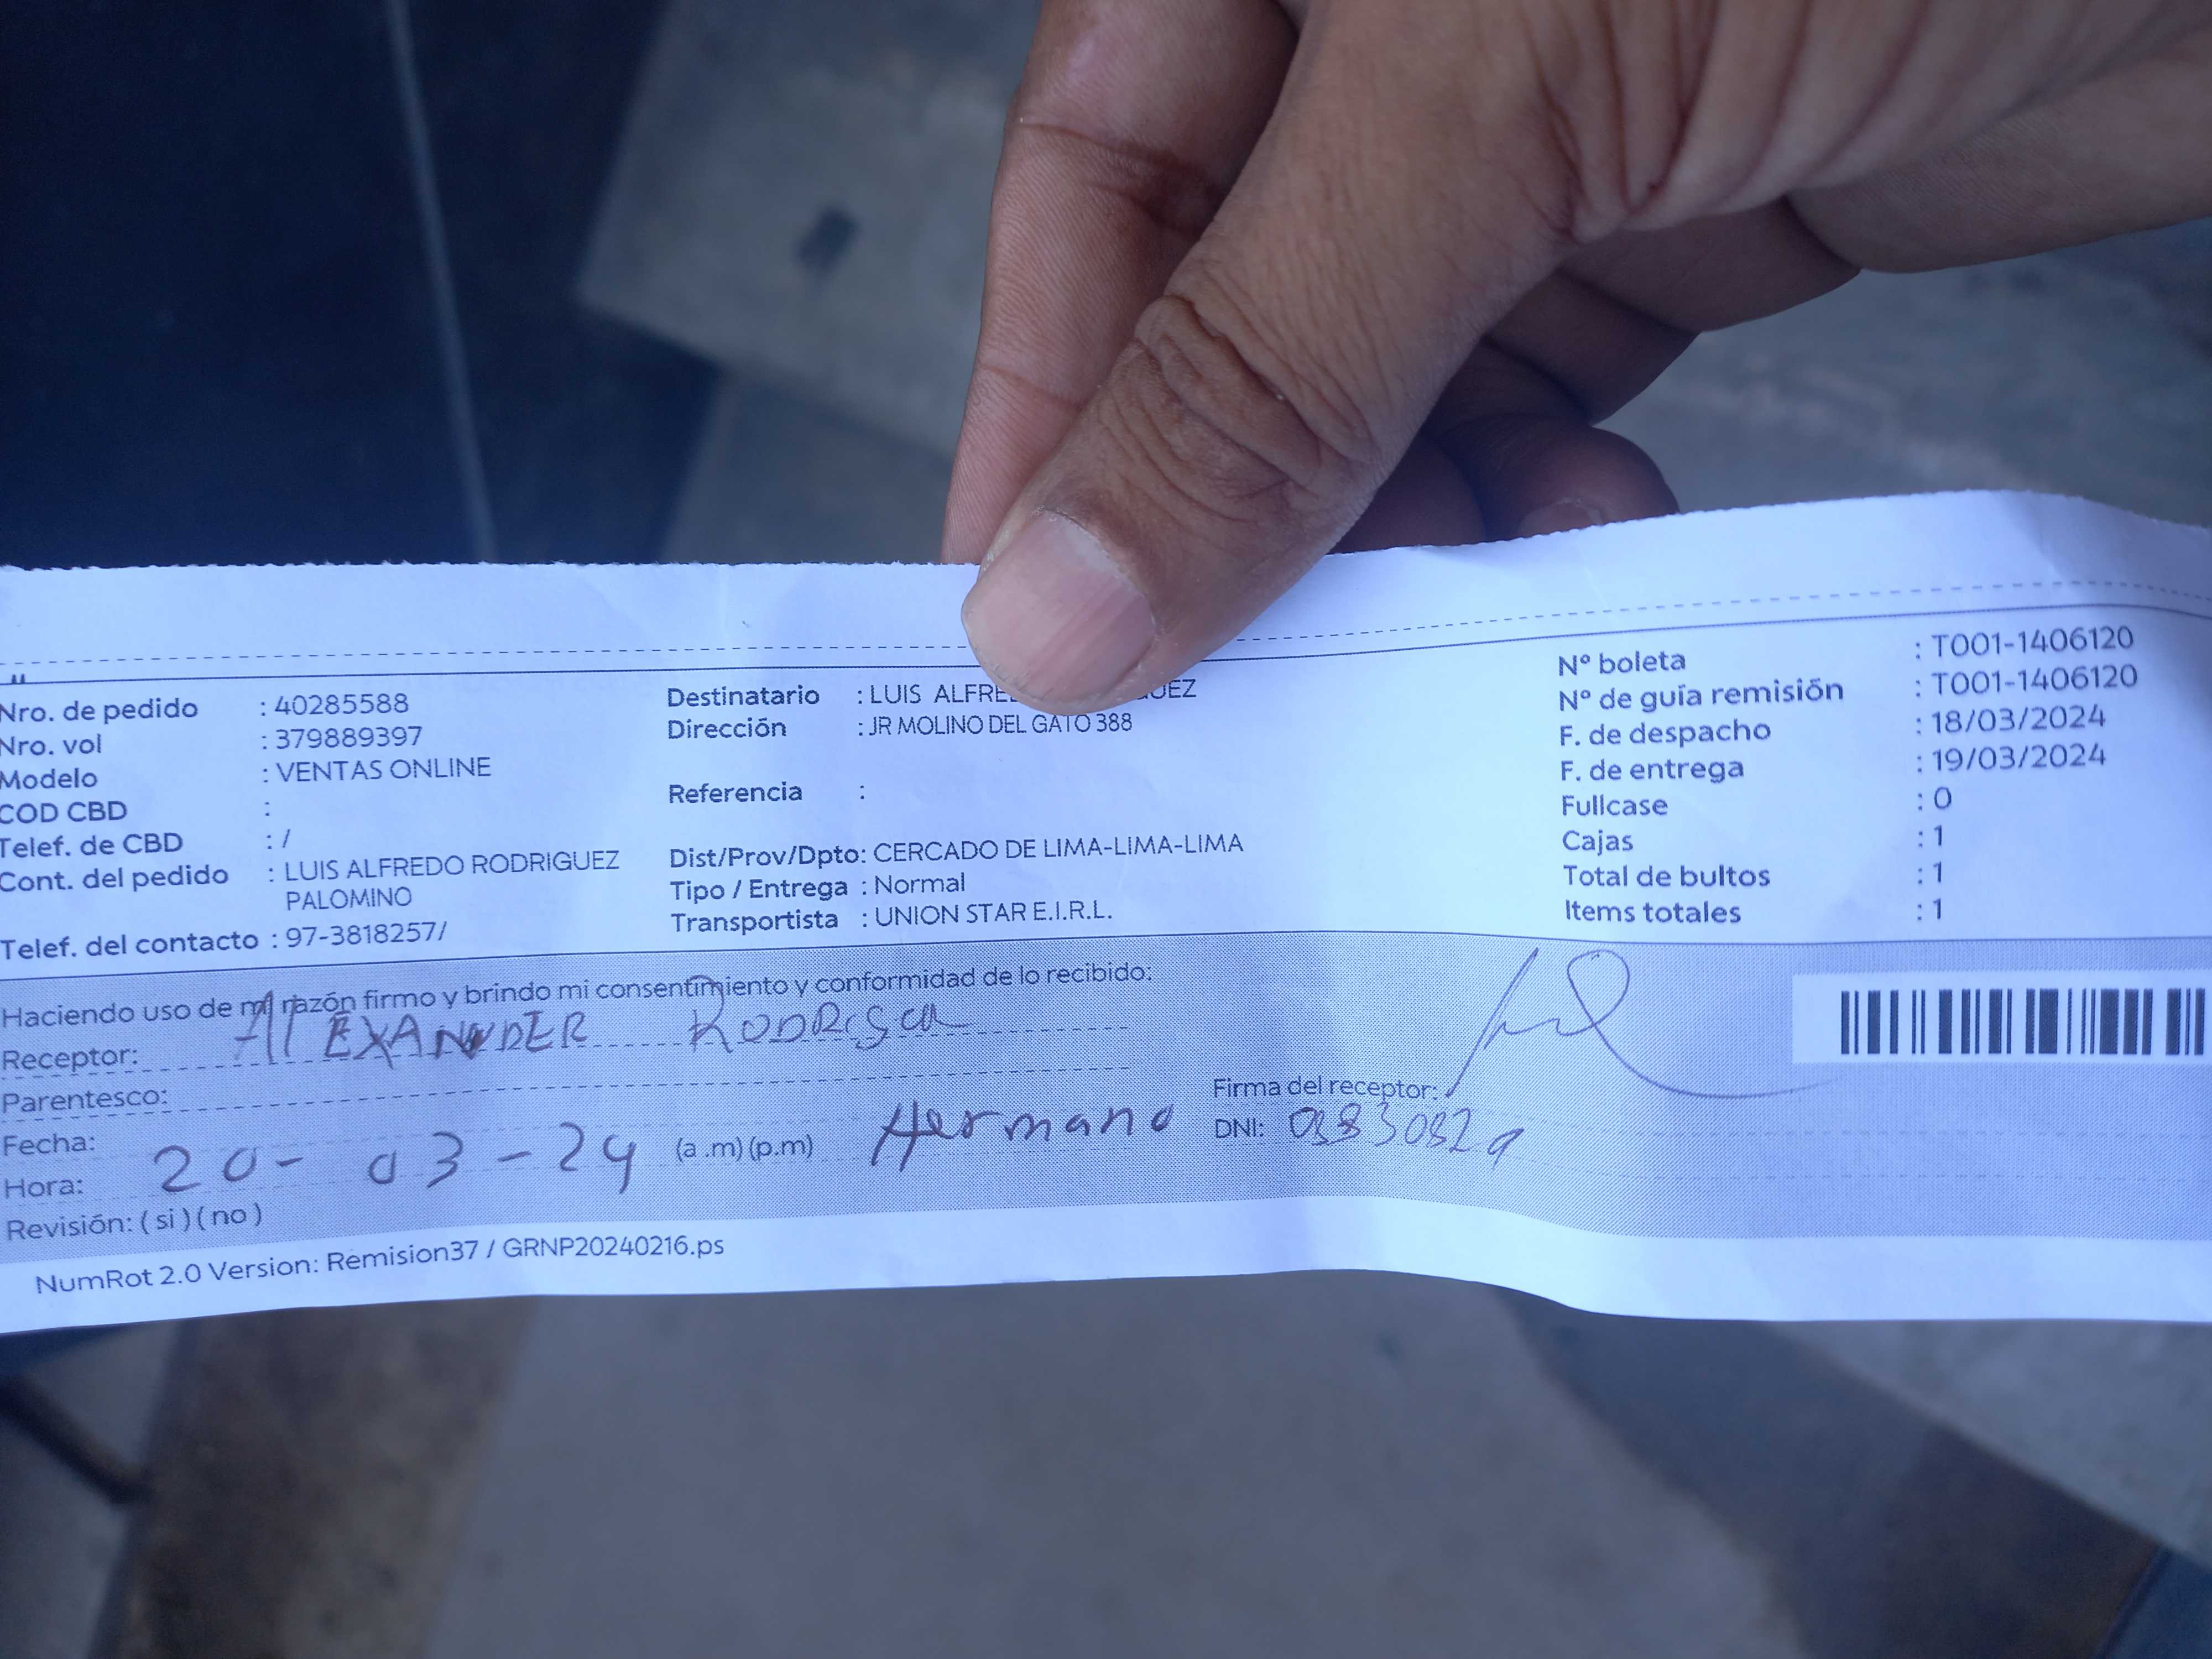 Nro. de pedido : 40285588
Nro. vol : 379889397
Modelo : VENTAS ONLINE
COD CBD :
Telef. de CBD : /
Cont. del pedido : LUIS ALFREDO RODRIGUEZ
PALOMINO
Telef. del contacto : 97-3818257/
Destinatario : LUIS
Dirección : JR MOLINO DEL GATO 388
Referencia :
Dist/Prov/Dpto: CERCADO DE LIMA-LIMA-LIMA
Tipo / Entrega : Normal
Transportista : UNION STAR E.I.R.L.
Nº boleta : T001-1406120
Nº de guía remisión : T001-1406120
F. de despacho : 18/03/2024
F. de entrega : 19/03/2024
Fullcase : 0
Cajas : 1
Total de bultos : 1
Items totales : 1
Haciendo uso de mi razón firmo y brindo mi consentimiento y conformidad de lo recibido:
Receptor: AlEXANDER
Parentesco:
Firma del receptor:
Fecha: 20-03-24 (a.m)(p.m) Hermano DNI:
Hora:
Revisión: (si)(no)
NumRot 2.0 Version: Remision37 / GRNP20240216.ps